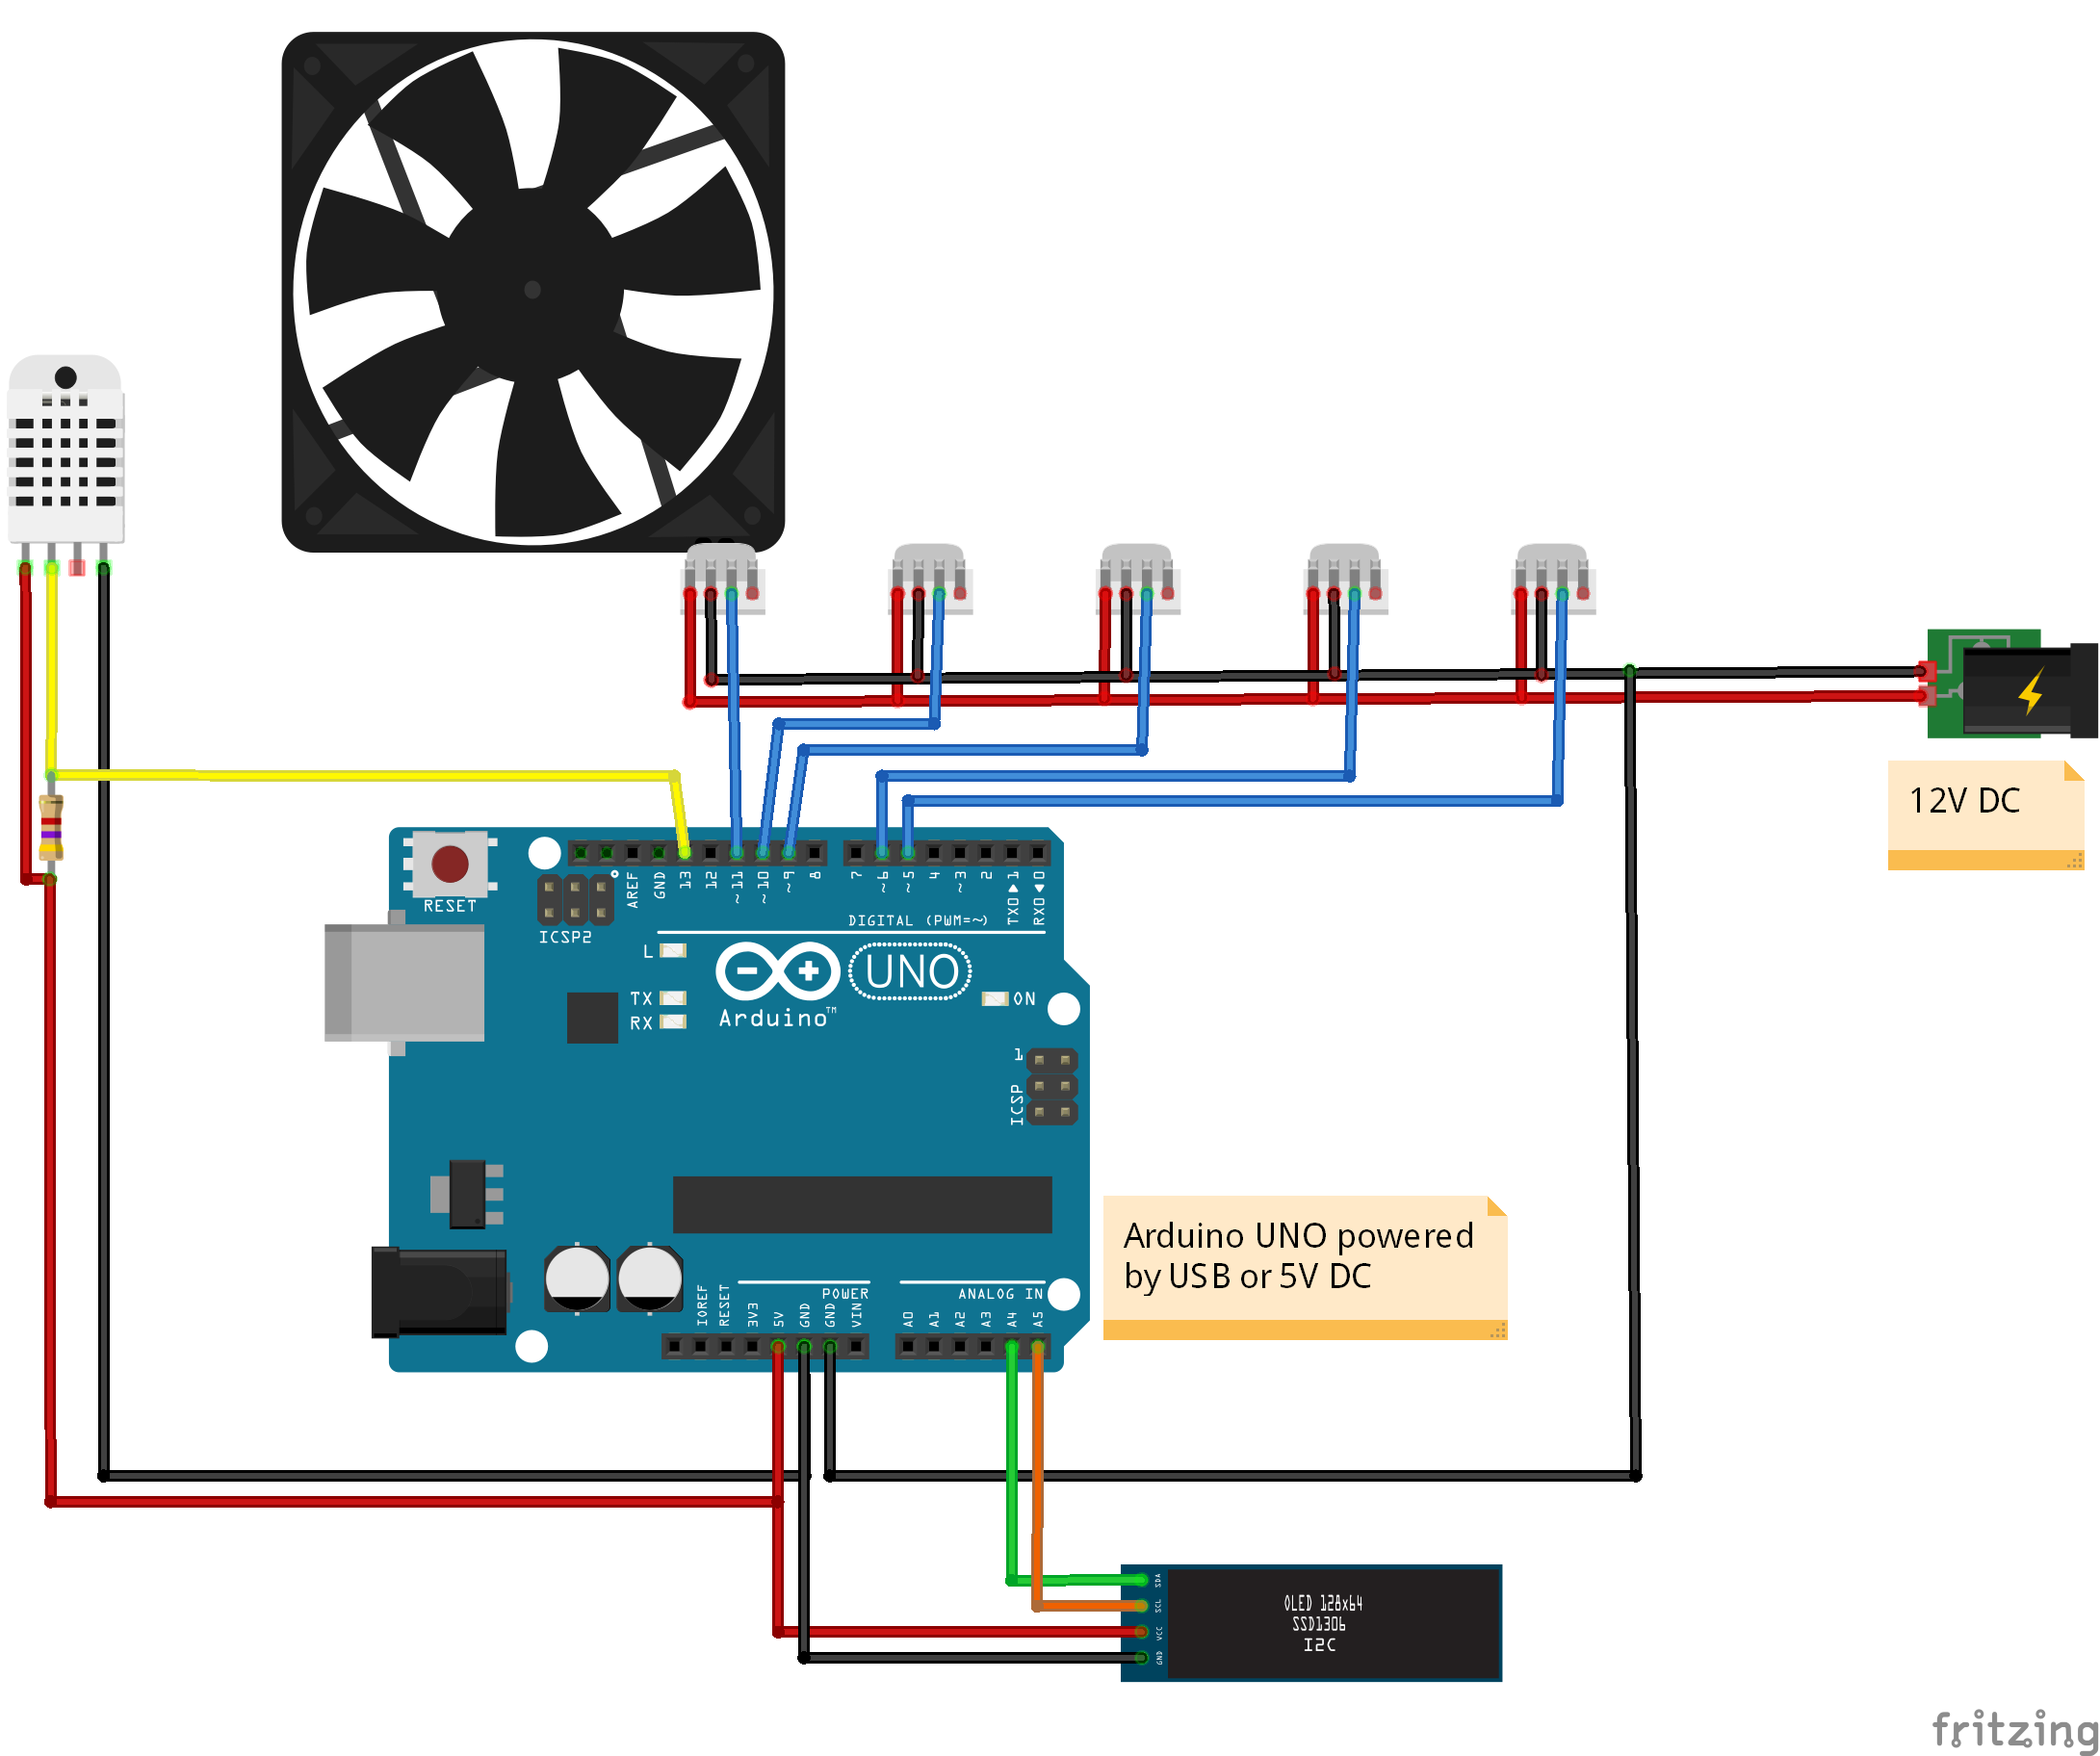 12V DC
RESET
ICSP2
AREF
GND
13
12
~11
~10
~9
8
7
~6
~5
4
~3
2
TX0▶1
RX0◀0
DIGITAL (PWM=~)
L
TX
RX
Arduino™
UNO
ON
1
ICSP
Arduino UNO powered
by USB or 5V DC
POWER
ANALOG IN
IOREF
RESET
3V3
5V
GND
GND
VIN
A0
A1
A2
A3
A4
A5
SDA
SCL
VCC
GND
OLED 128x64
SSD1306
I2C
fritzing